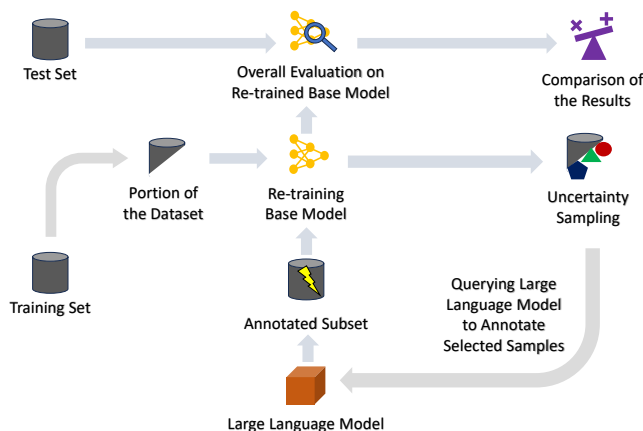 Test Set
Overall Evaluation on
Re-trained Base Model
Comparison of
the Results
Portion of
the Dataset
Re-training
Base Model
Uncertainty
Sampling
Training Set
Annotated Subset
Querying Large
Language Model
to Annotate
Selected Samples
Large Language Model